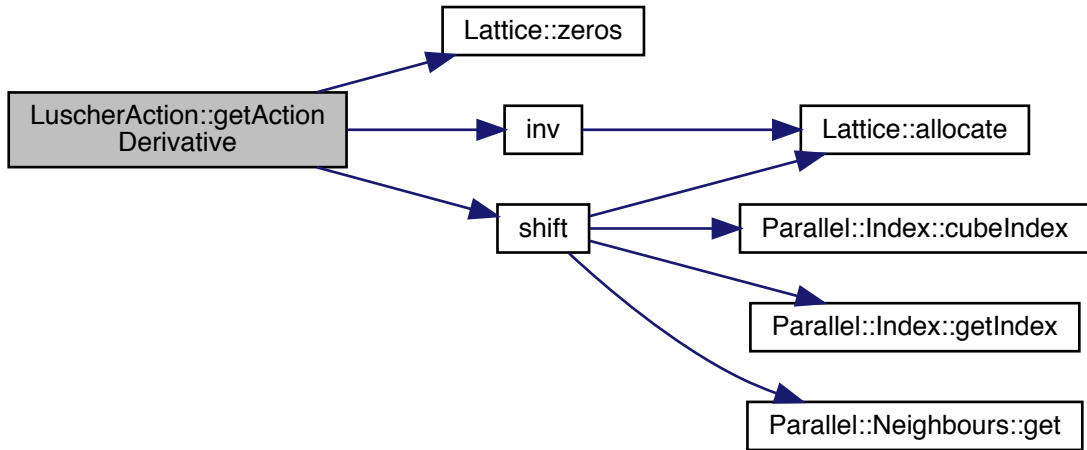 Lattice::zeros
LuscherAction::getAction
Derivative
inv
Lattice::allocate
shift
Parallel::Index::cubeIndex
Parallel::Index::getIndex
Parallel::Neighbours::get